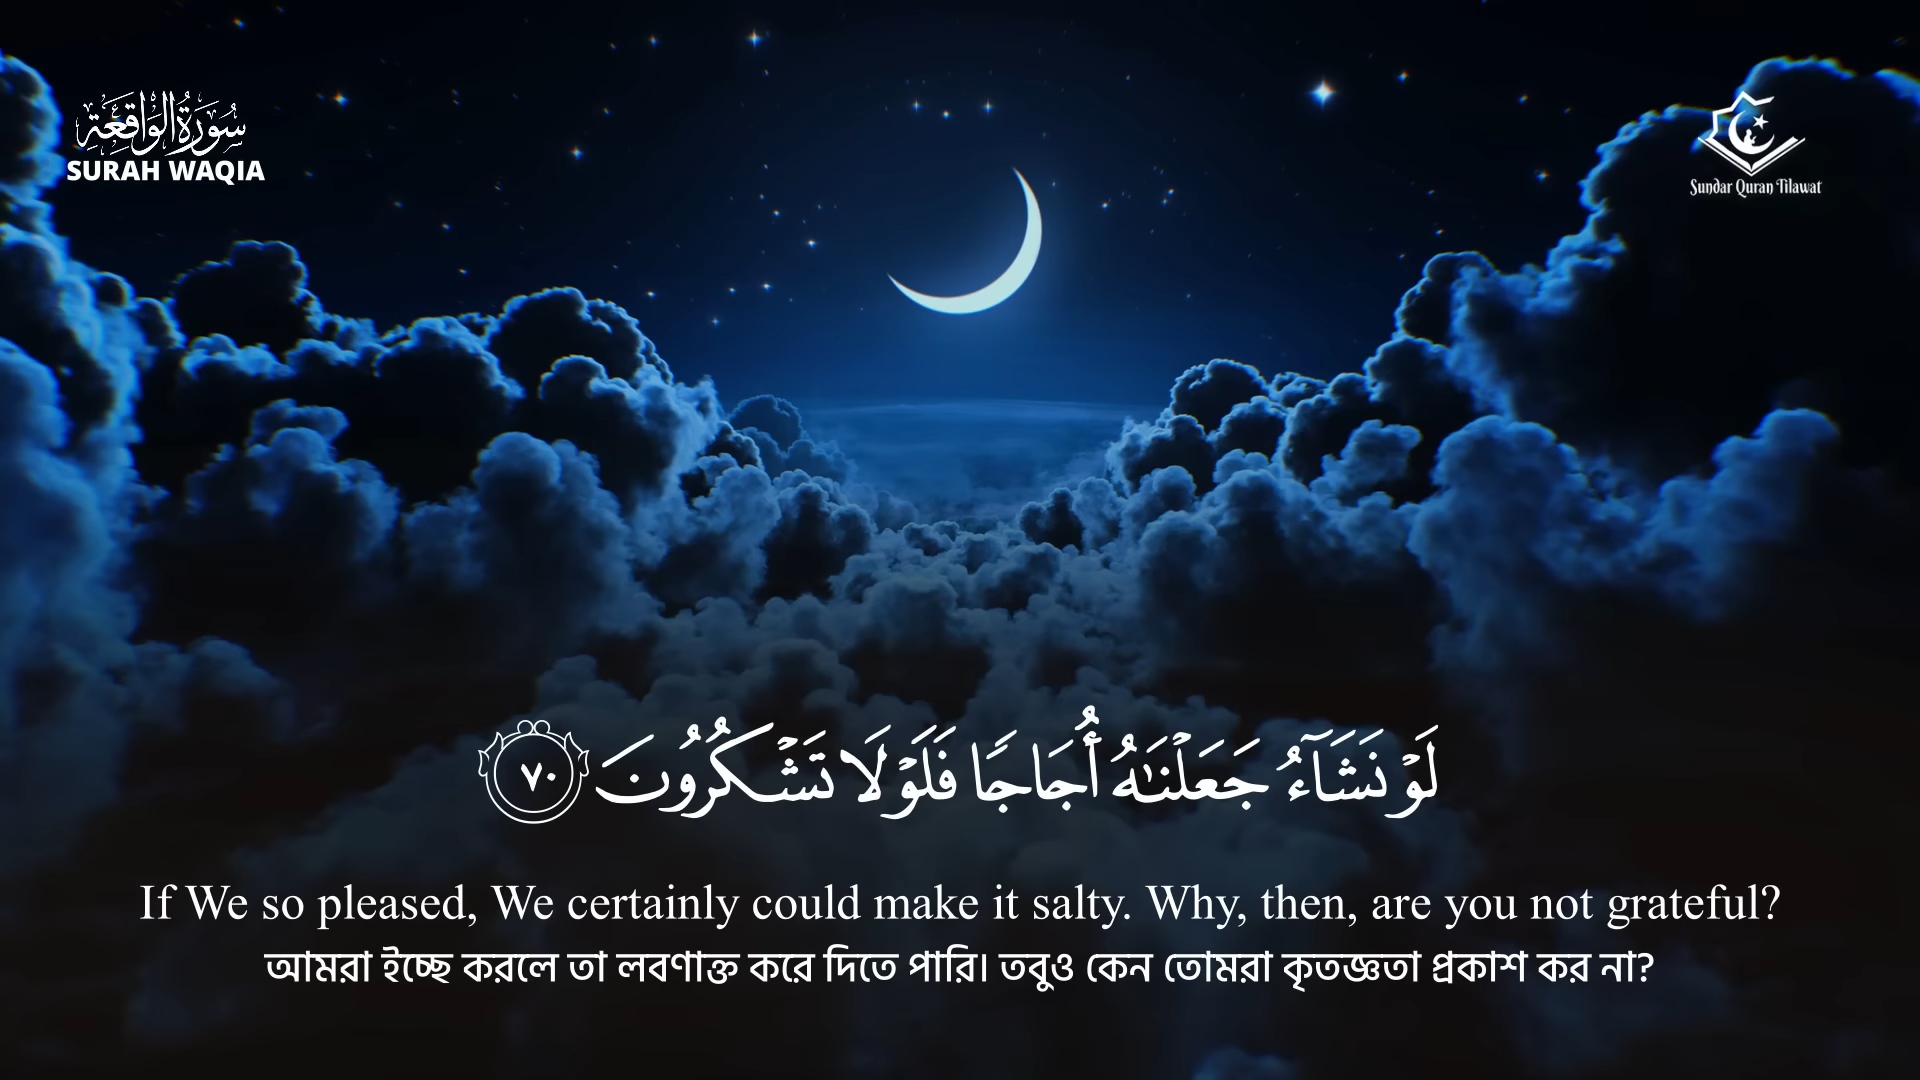 سُورَةُ الْوَاقِعَة
SURAH WAQIA
Sundar Quran Tilawat
لَوْ نَشَآءُ جَعَلْنَٰهُ أُجَاجًا فَلَوْلَا تَشْكُرُونَ ٧٠
If We so pleased, We certainly could make it salty. Why, then, are you not grateful?
আমরা ইচ্ছে করলে তা লবণাক্ত করে দিতে পারি। তবুও কেন তোমরা কৃতজ্ঞতা প্রকাশ কর না?